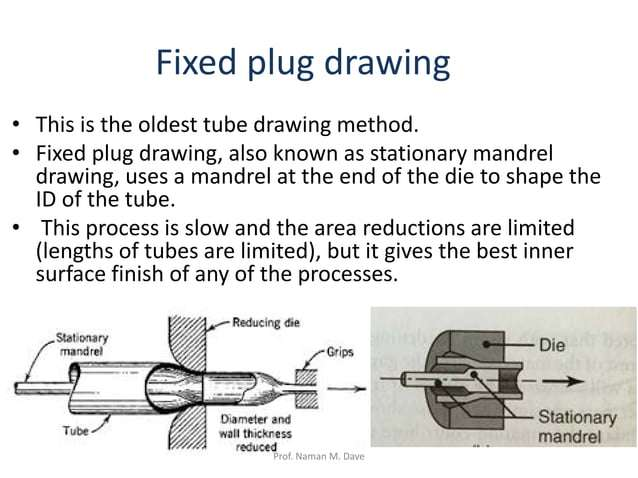 Fixed plug drawing
• This is the oldest tube drawing method.
• Fixed plug drawing, also known as stationary mandrel
drawing, uses a mandrel at the end of the die to shape the
ID of the tube.
• This process is slow and the area reductions are limited
(lengths of tubes are limited), but it gives the best inner
surface finish of any of the processes.
Stationary
mandrel
Reducing die
Grips
Tube
Diameter and
wall thickness
reduced
Die
Stationary
mandrel
Prof. Naman M. Dave